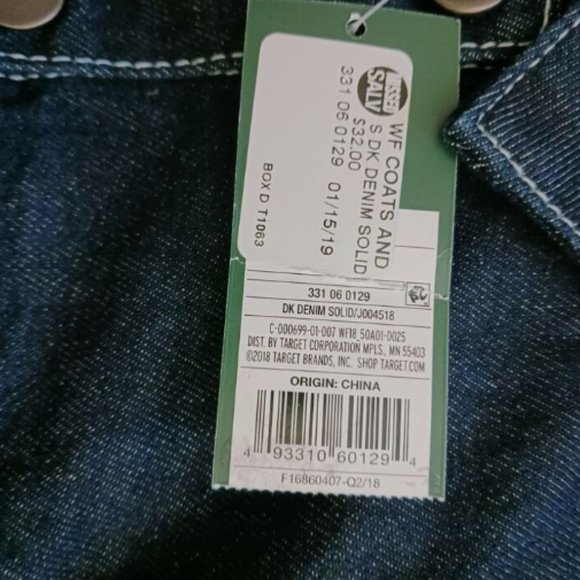 MISSED
SALV
WF COATS AND
S DK DENIM SOLID
$32.00
331 06 0129 01/15/19
BOX D T1063
331 06 0129
DK DENIM SOLID/J004518
C-000699-01-007 WF18_50A01-0025
DIST. BY TARGET CORPORATION MPLS., MN 55403
©2018 TARGET BRANDS, INC. SHOP TARGET.COM
ORIGIN: CHINA
4 93310 60129 4
F16860407-Q2/18